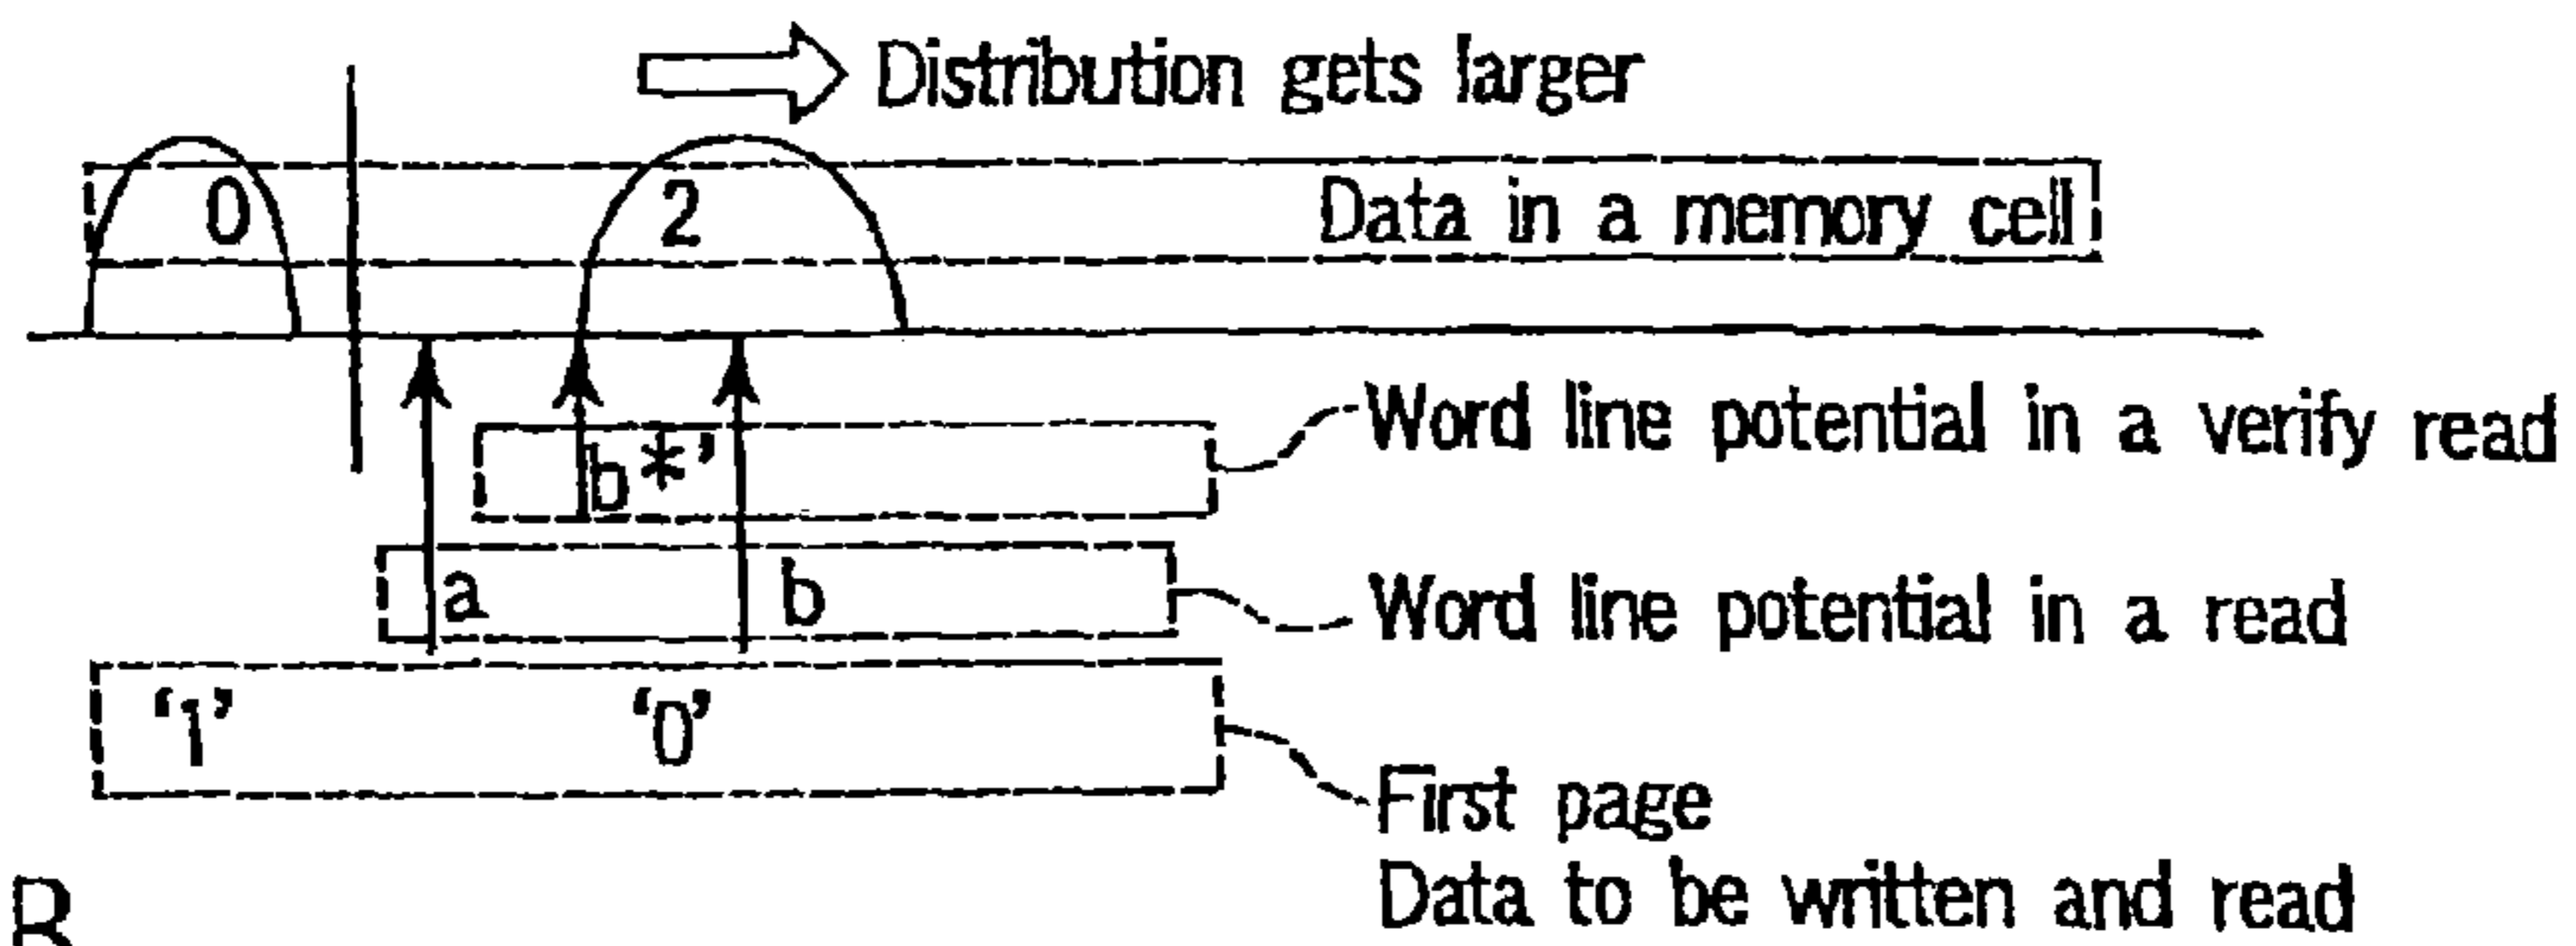 Distribution gets larger
0 2 Data in a memory cell
b*’ Word line potential in a verify read
a b Word line potential in a read
‘1’ ‘0’
First page
Data to be written and read